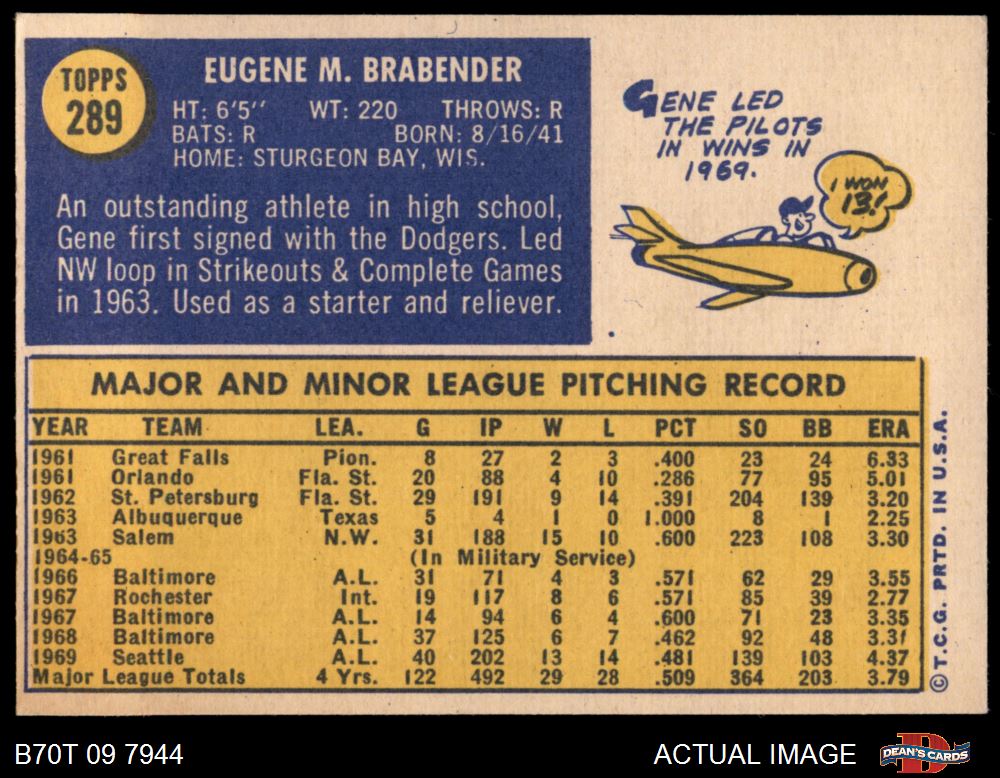 TOPPS
289
EUGENE M. BRABENDER
HT: 6'5'' WT: 220 THROWS: R
BATS: R BORN: 8/16/41
HOME: STURGEON BAY, WIS.
An outstanding athlete in high school,
Gene first signed with the Dodgers. Led
NW loop in Strikeouts & Complete Games
in 1963. Used as a starter and reliever.
GENE LED
THE PILOTS
IN WINS IN
1969.
I WON
13!
MAJOR AND MINOR LEAGUE PITCHING RECORD
YEAR TEAM LEA. G IP W L PCT SO BB ERA
1961 Great Falls Pion. 8 27 2 3 .400 23 24 6.33
1961 Orlando Fla. St. 20 88 4 10 .286 77 95 5.01
1962 St. Petersburg Fla. St. 29 191 9 14 .391 204 139 3.20
1963 Albuquerque Texas 5 4 1 0 1.000 8 1 2.25
1963 Salem N.W. 31 188 15 10 .600 223 108 3.30
1964-65 (In Military Service)
1966 Baltimore A.L. 31 71 4 3 .571 62 29 3.55
1967 Rochester Int. 19 117 8 6 .571 85 39 2.77
1967 Baltimore A.L. 14 94 6 4 .600 71 23 3.35
1968 Baltimore A.L. 37 125 6 7 .462 92 48 3.31
1969 Seattle A.L. 40 202 13 14 .481 139 103 4.37
Major League Totals 4 Yrs. 122 492 29 28 .509 364 203 3.79
© T.C.G. PRTD. IN U.S.A.
B70T 09 7944
ACTUAL IMAGE
D
DEAN'S CARDS